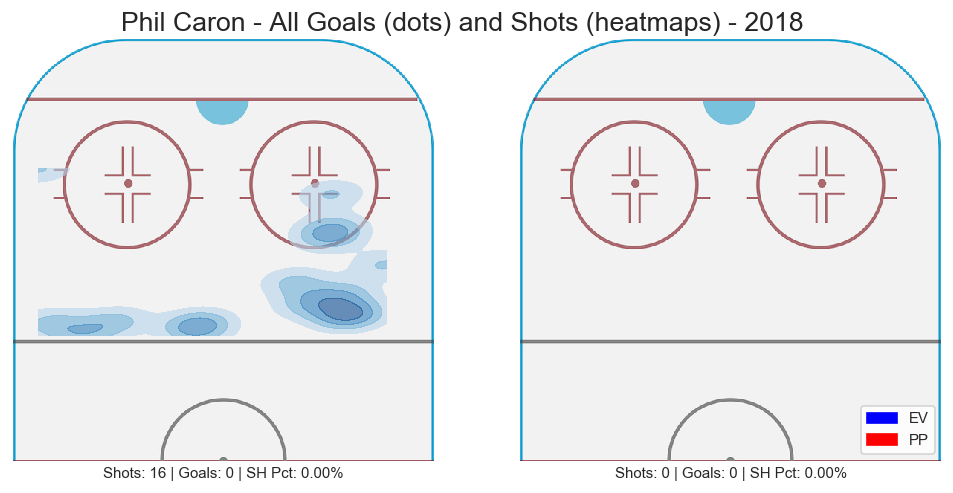 Phil Caron - All Goals (dots) and Shots (heatmaps) - 2018
EV
PP
Shots: 16 | Goals: 0 | SH Pct: 0.00%
Shots: 0 | Goals: 0 | SH Pct: 0.00%